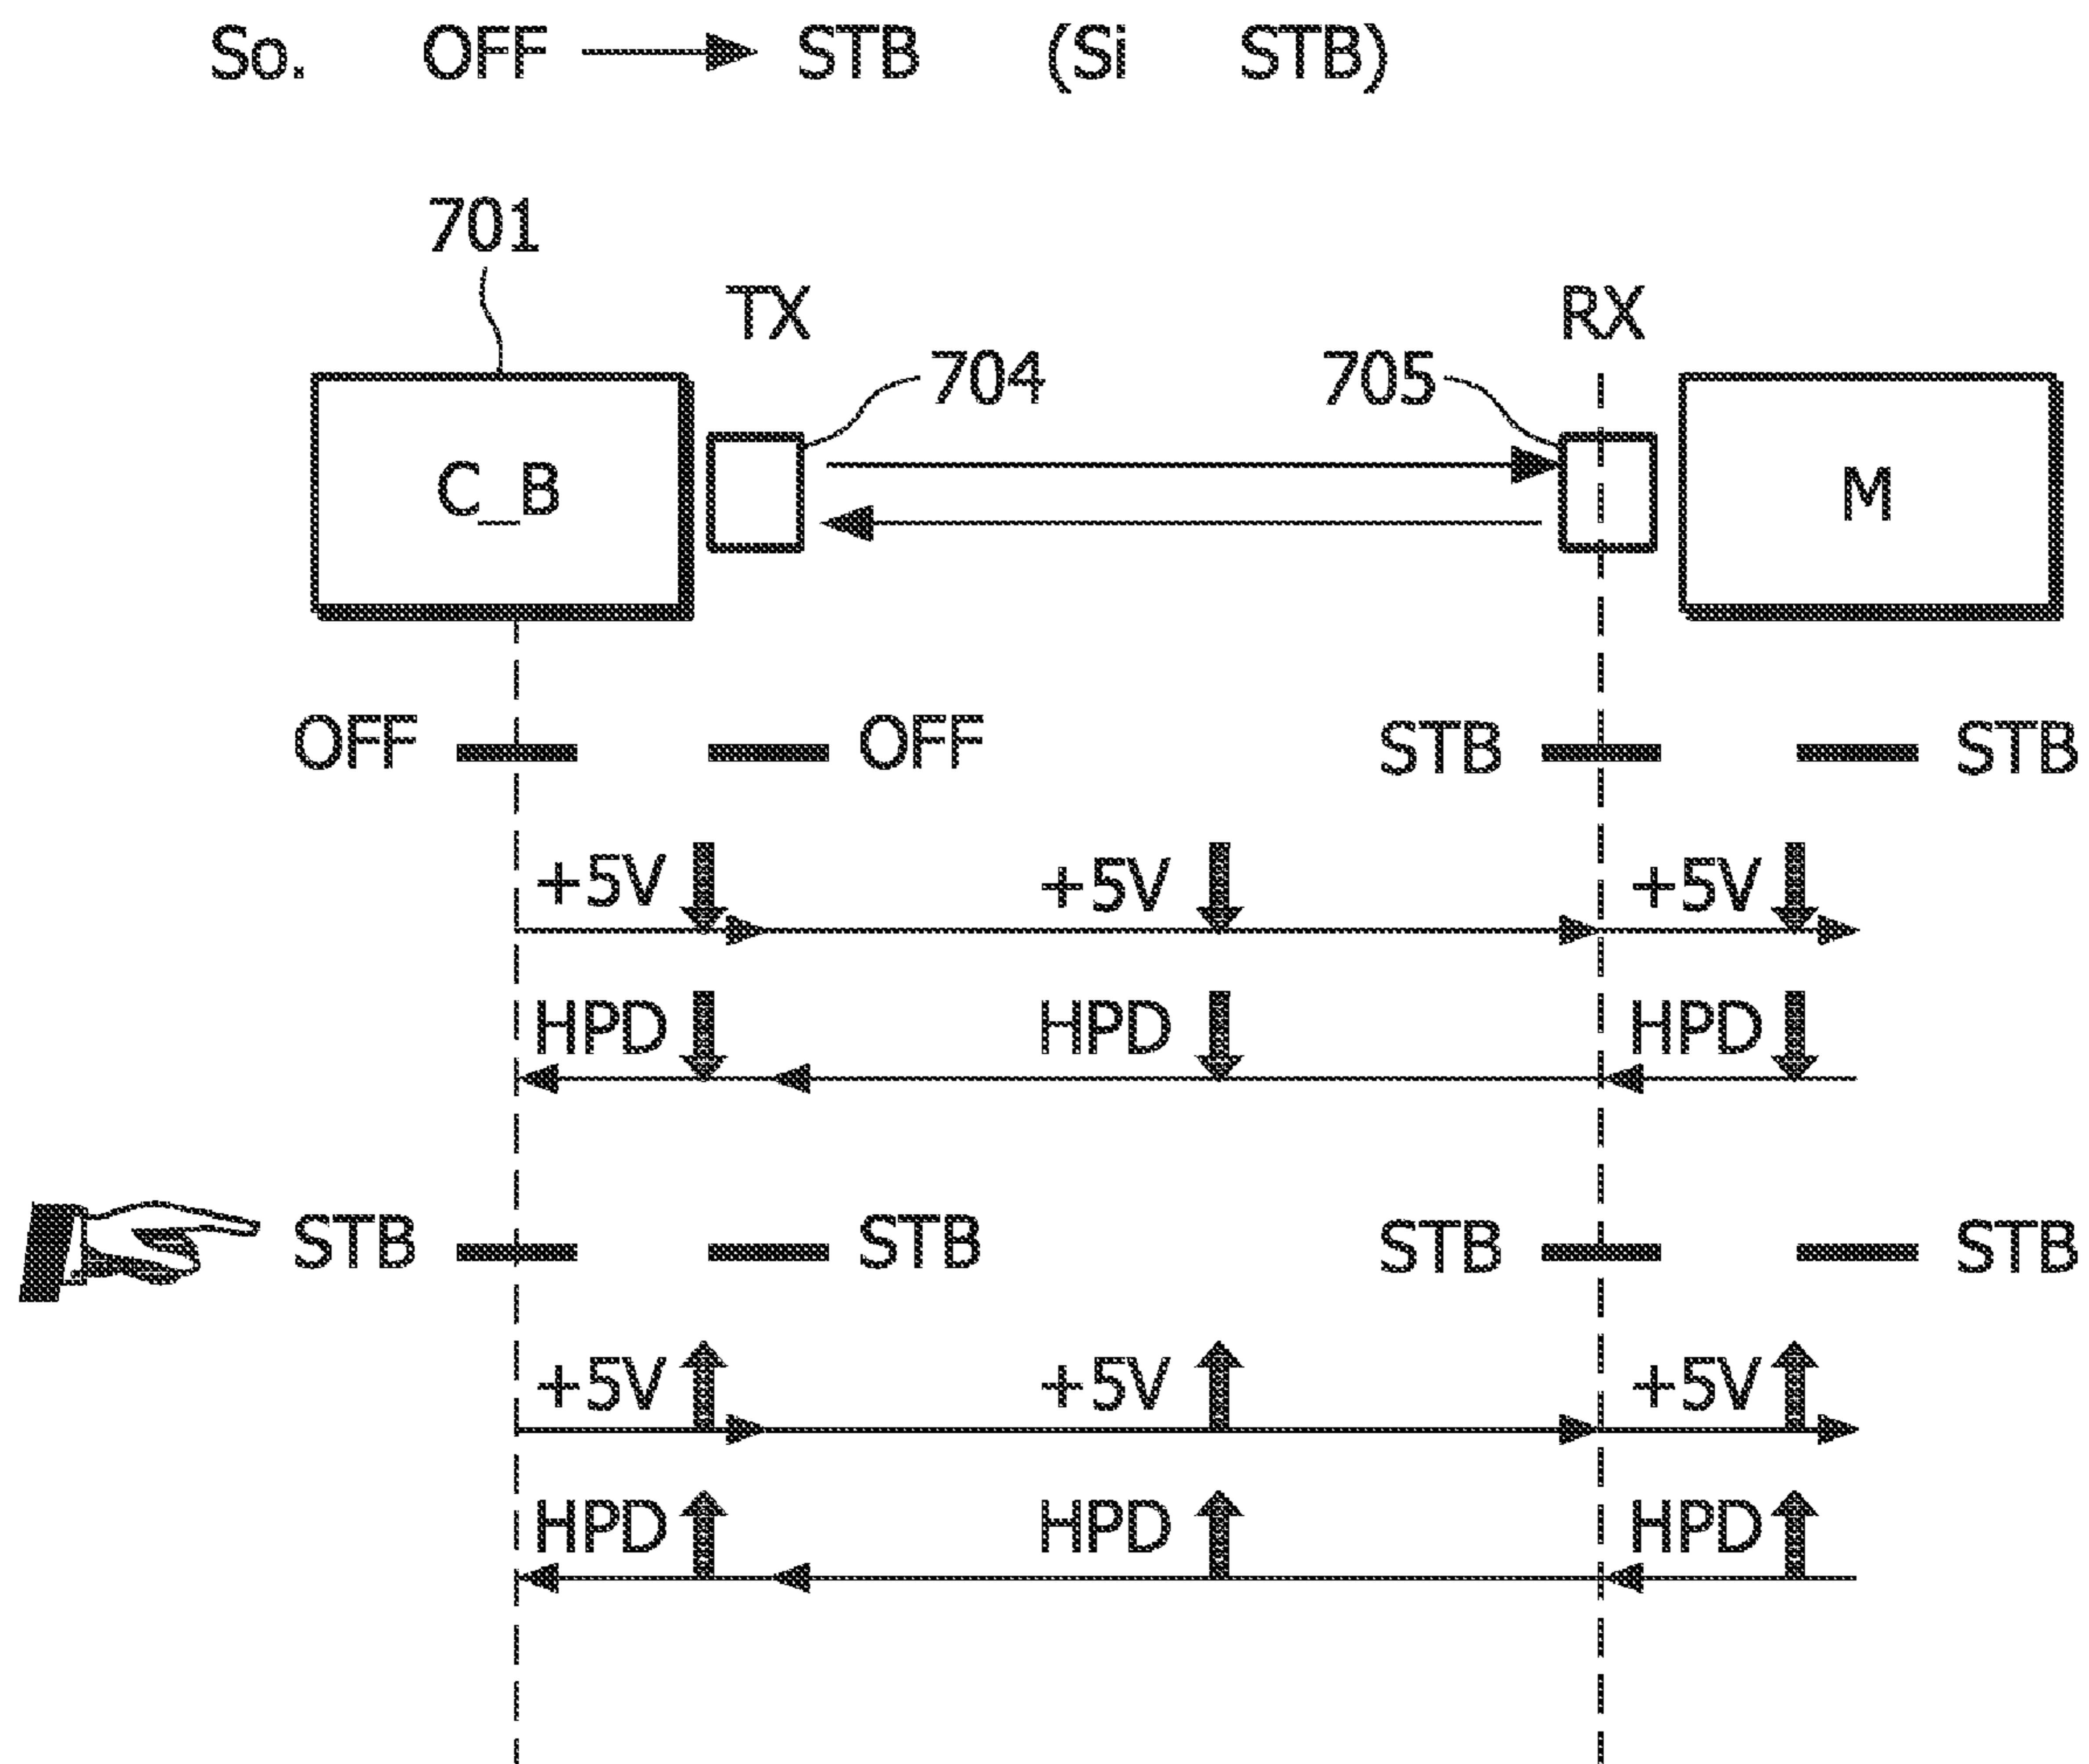 So. OFF STB (Si STB)
701
TX RX
704 705
C_B M
OFF OFF STB STB
+5V +5V +5V
HPD HPD HPD
STB STB STB STB
+5V +5V +5V
HPD HPD HPD